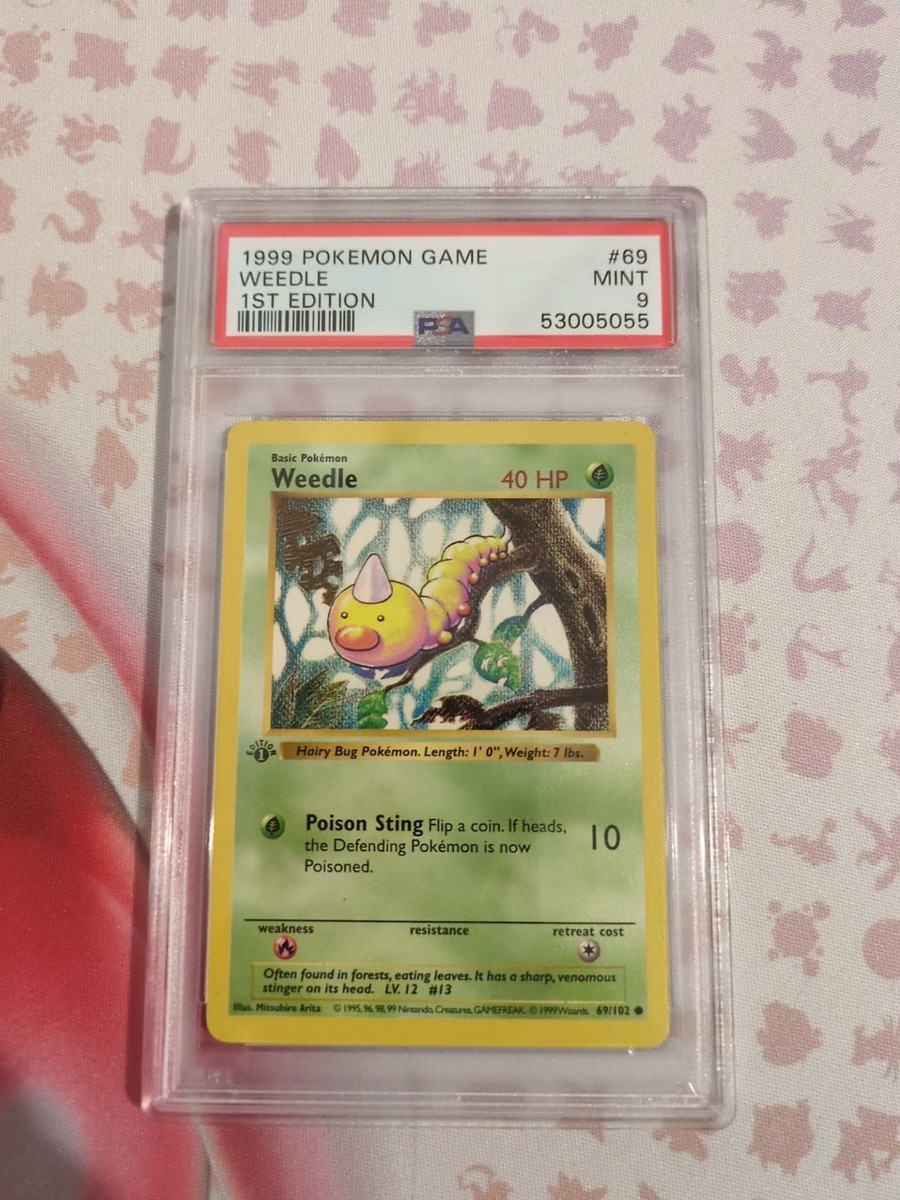 1999 POKEMON GAME #69
WEEDLE MINT
1ST EDITION 9
PSA 53005055
Basic Pokémon
Weedle 40 HP
EDITION 1
Hairy Bug Pokémon. Length: 1' 0", Weight: 7 lbs.
Poison Sting Flip a coin. If heads,
the Defending Pokémon is now
Poisoned.
10
weakness resistance retreat cost
Often found in forests, eating leaves. It has a sharp, venomous
stinger on its head. LV. 12 #13
Illus. Mitsuhiro Arita ©1995, 96, 98, 99 Nintendo, Creatures, GAMEFREAK. ©1999 Wizards. 69/102